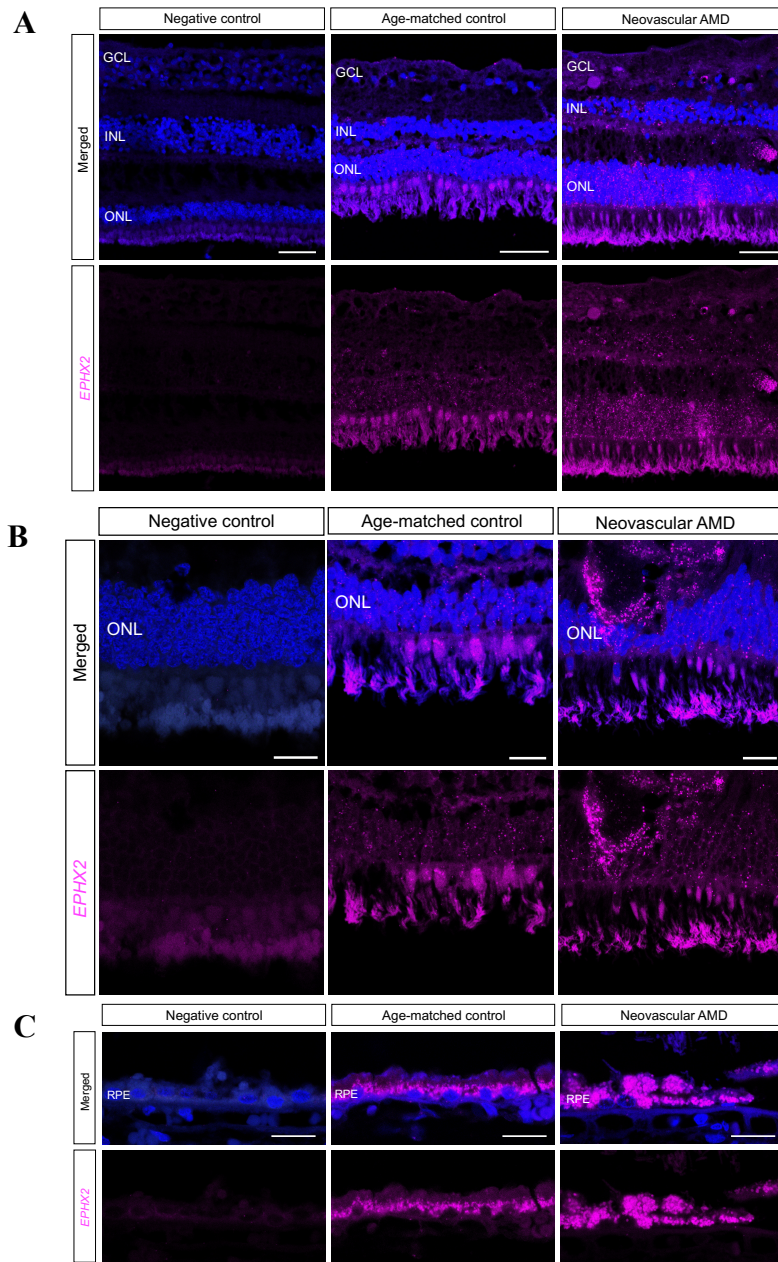 A
Negative control
Age-matched control
Neovascular AMD
Merged
GCL
INL
ONL
GCL
INL
ONL
GCL
INL
ONL
EPHX2
B
Negative control
Age-matched control
Neovascular AMD
Merged
ONL
ONL
ONL
EPHX2
C
Negative control
Age-matched control
Neovascular AMD
Merged
RPE
RPE
RPE
EPHX2